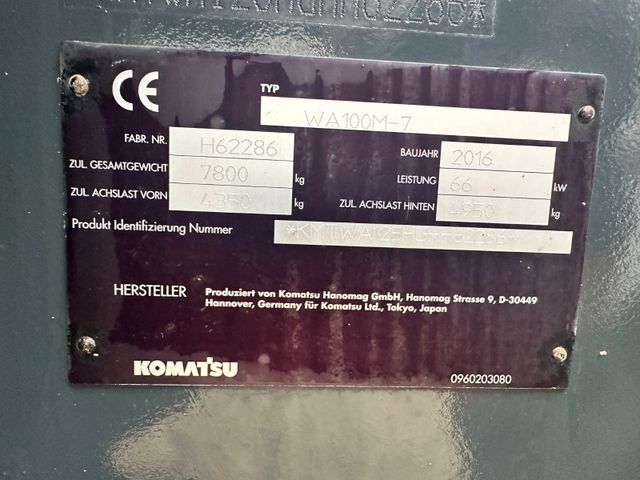 CE
TYP WA100M-7
FABR. NR. H62286 BAUJAHR 2016
ZUL. GESAMTGEWICHT 7800 kg LEISTUNG 66 kW
ZUL. ACHSLAST VORN 4350 kg ZUL. ACHSLAST HINTEN 4950 kg
Produkt Identifizierung Nummer
HERSTELLER Produziert von Komatsu Hanomag GmbH, Hanomag Strasse 9, D-30449
Hannover, Germany für Komatsu Ltd., Tokyo, Japan
KOMATSU
0960203080